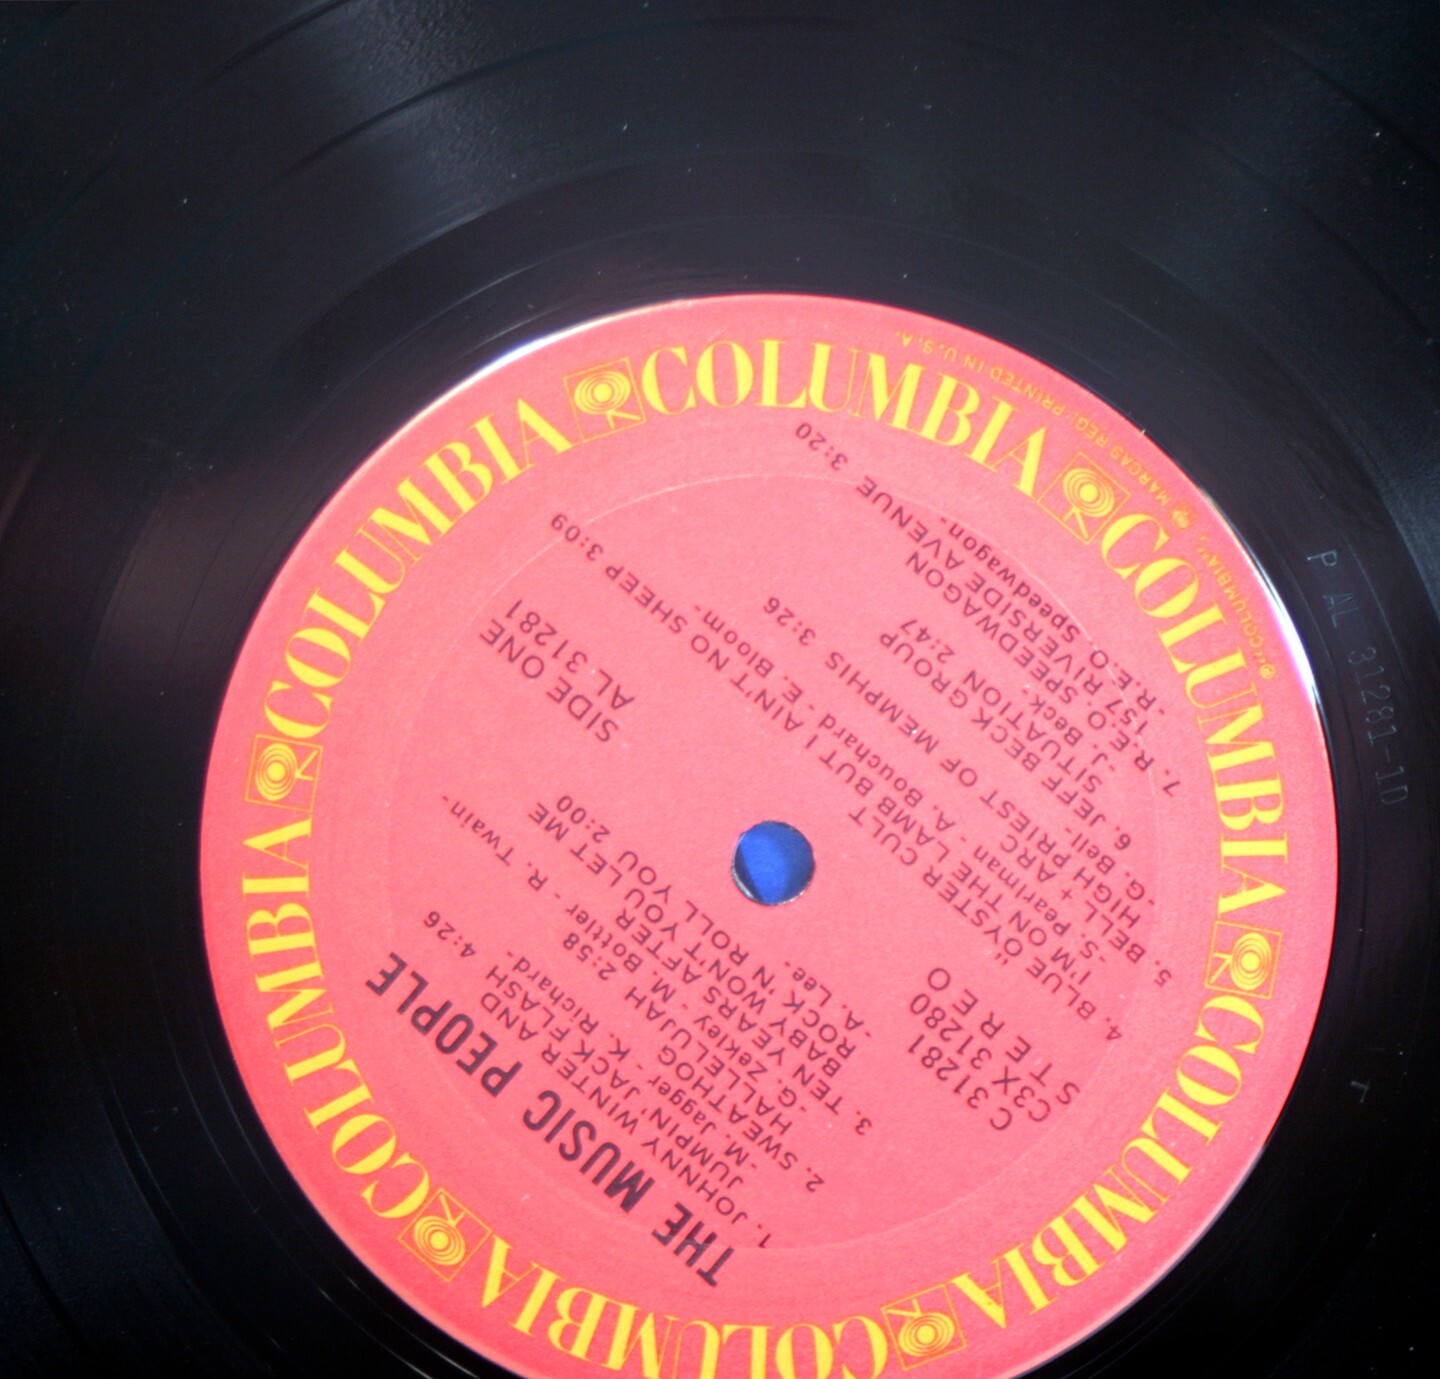 THE MUSIC PEOPLE
1. JOHNNY WINTER AND
JUMPIN' JACK FLASH 4:26
-M. Jagger - K. Richard-
2. SWEATHOG
HALLELUJAH 2:58
-G. Zekley - M. Bottler - R. Twain-
3. TEN YEARS AFTER
BABY WON'T YOU LET ME
ROCK 'N ROLL YOU 2:00
-A. Lee-
C 31281
C3X 31280
STEREO
SIDE ONE
AL 31281
4. BLUE ÖYSTER CULT
I'M ON THE LAMB BUT I AIN'T NO SHEEP 3:09
-S. Pearlman - A. Bouchard - E. Bloom-
5. BELL + ARC
HIGH PRIEST OF MEMPHIS 3:26
-G. Bell-
6. JEFF BECK GROUP
SITUATION 2:47
-J. Beck-
7. R.E.O. SPEEDWAGON
157 RIVERSIDE AVENUE 3:20
-R.E.O. Speedwagon-
COLUMBIA
COLUMBIA
COLUMBIA
COLUMBIA
COLUMBIA
COLUMBIA
COLUMBIA
COLUMBIA
® "COLUMBIA", MARCAS REG. PRINTED IN U.S.A.
P AL 31281-1D